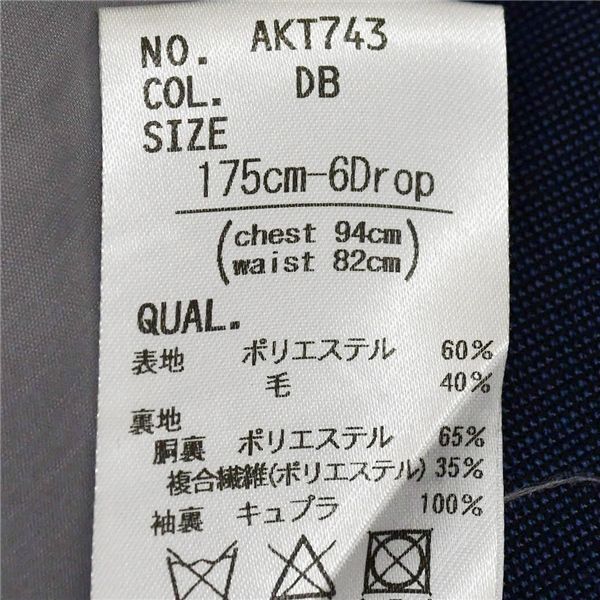 NO. AKT743
COL. DB
SIZE
175cm-6Drop
(chest 94cm
waist 82cm)
QUAL.
表地 ポリエステル 60%
毛 40%
裏地
胴裏 ポリエステル 65%
複合繊維(ポリエステル) 35%
袖裏 キュプラ 100%